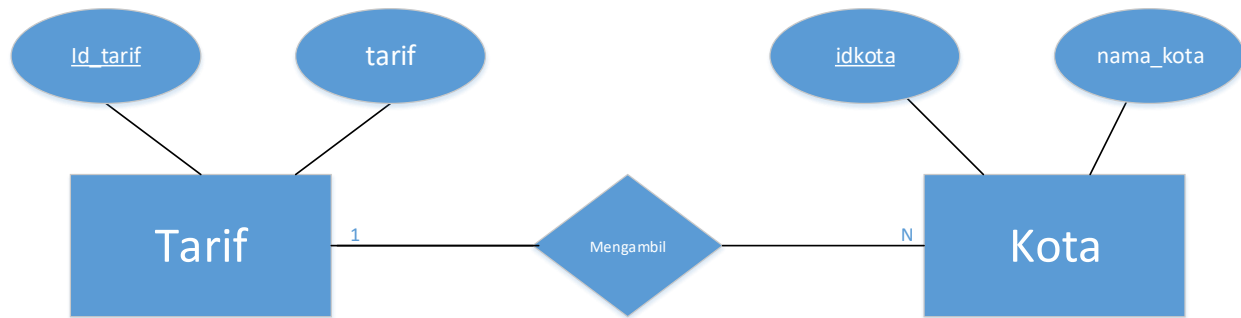 Id_tarif
tarif
idkota
nama_kota
Tarif
1
Mengambil
N
Kota